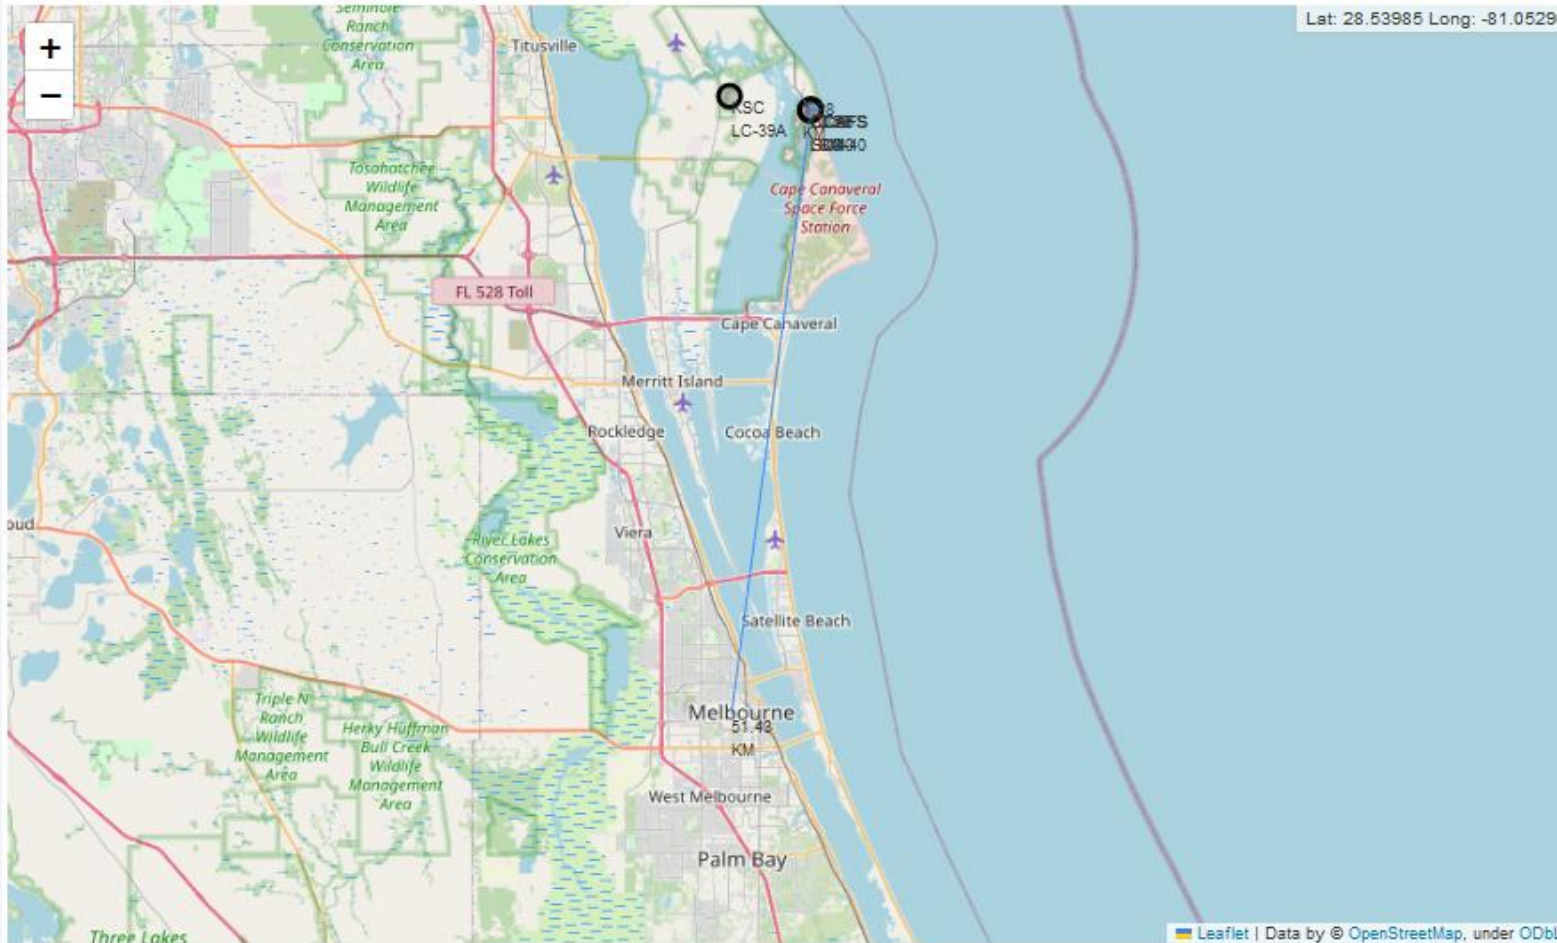 Seminole
Ranch
Conservation
Area
+
−
Lat: 28.53985 Long: -81.0529
Titusville
KSC
LC-39A
Tosohatchee
Wildlife
Management
Area
Cape Canaveral
Space Force
Station
FL 528 Toll
Cape Canaveral
Merritt Island
Rockledge
Cocoa Beach
oud
Viera
River Lakes
Conservation
Area
Satellite Beach
Triple N
Ranch
Wildlife
Management
Area
Herky Huffman
Bull Creek
Wildlife
Management
Area
Melbourne
51.43
KM
West Melbourne
Palm Bay
Three Lakes
Leaflet | Data by © OpenStreetMap, under ODbl